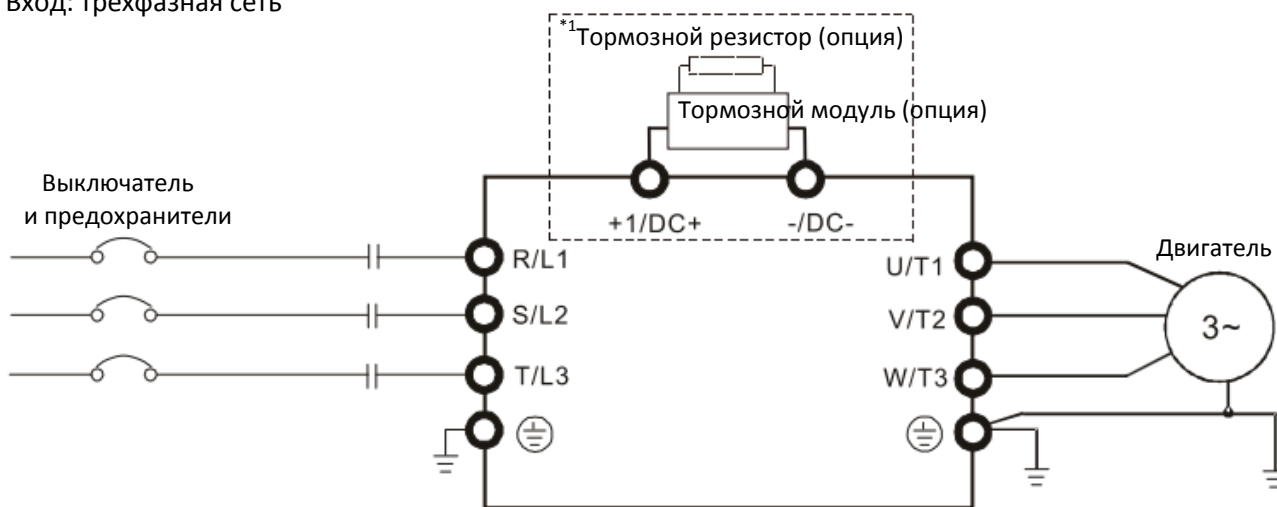 Вход: трехфазная сеть
*1Тормозной резистор (опция)
Тормозной модуль (опция)
Выключатель
и предохранители
+1/DC+ -/DC-
R/L1
U/T1
Двигатель
S/L2
V/T2
3~
T/L3
W/T3